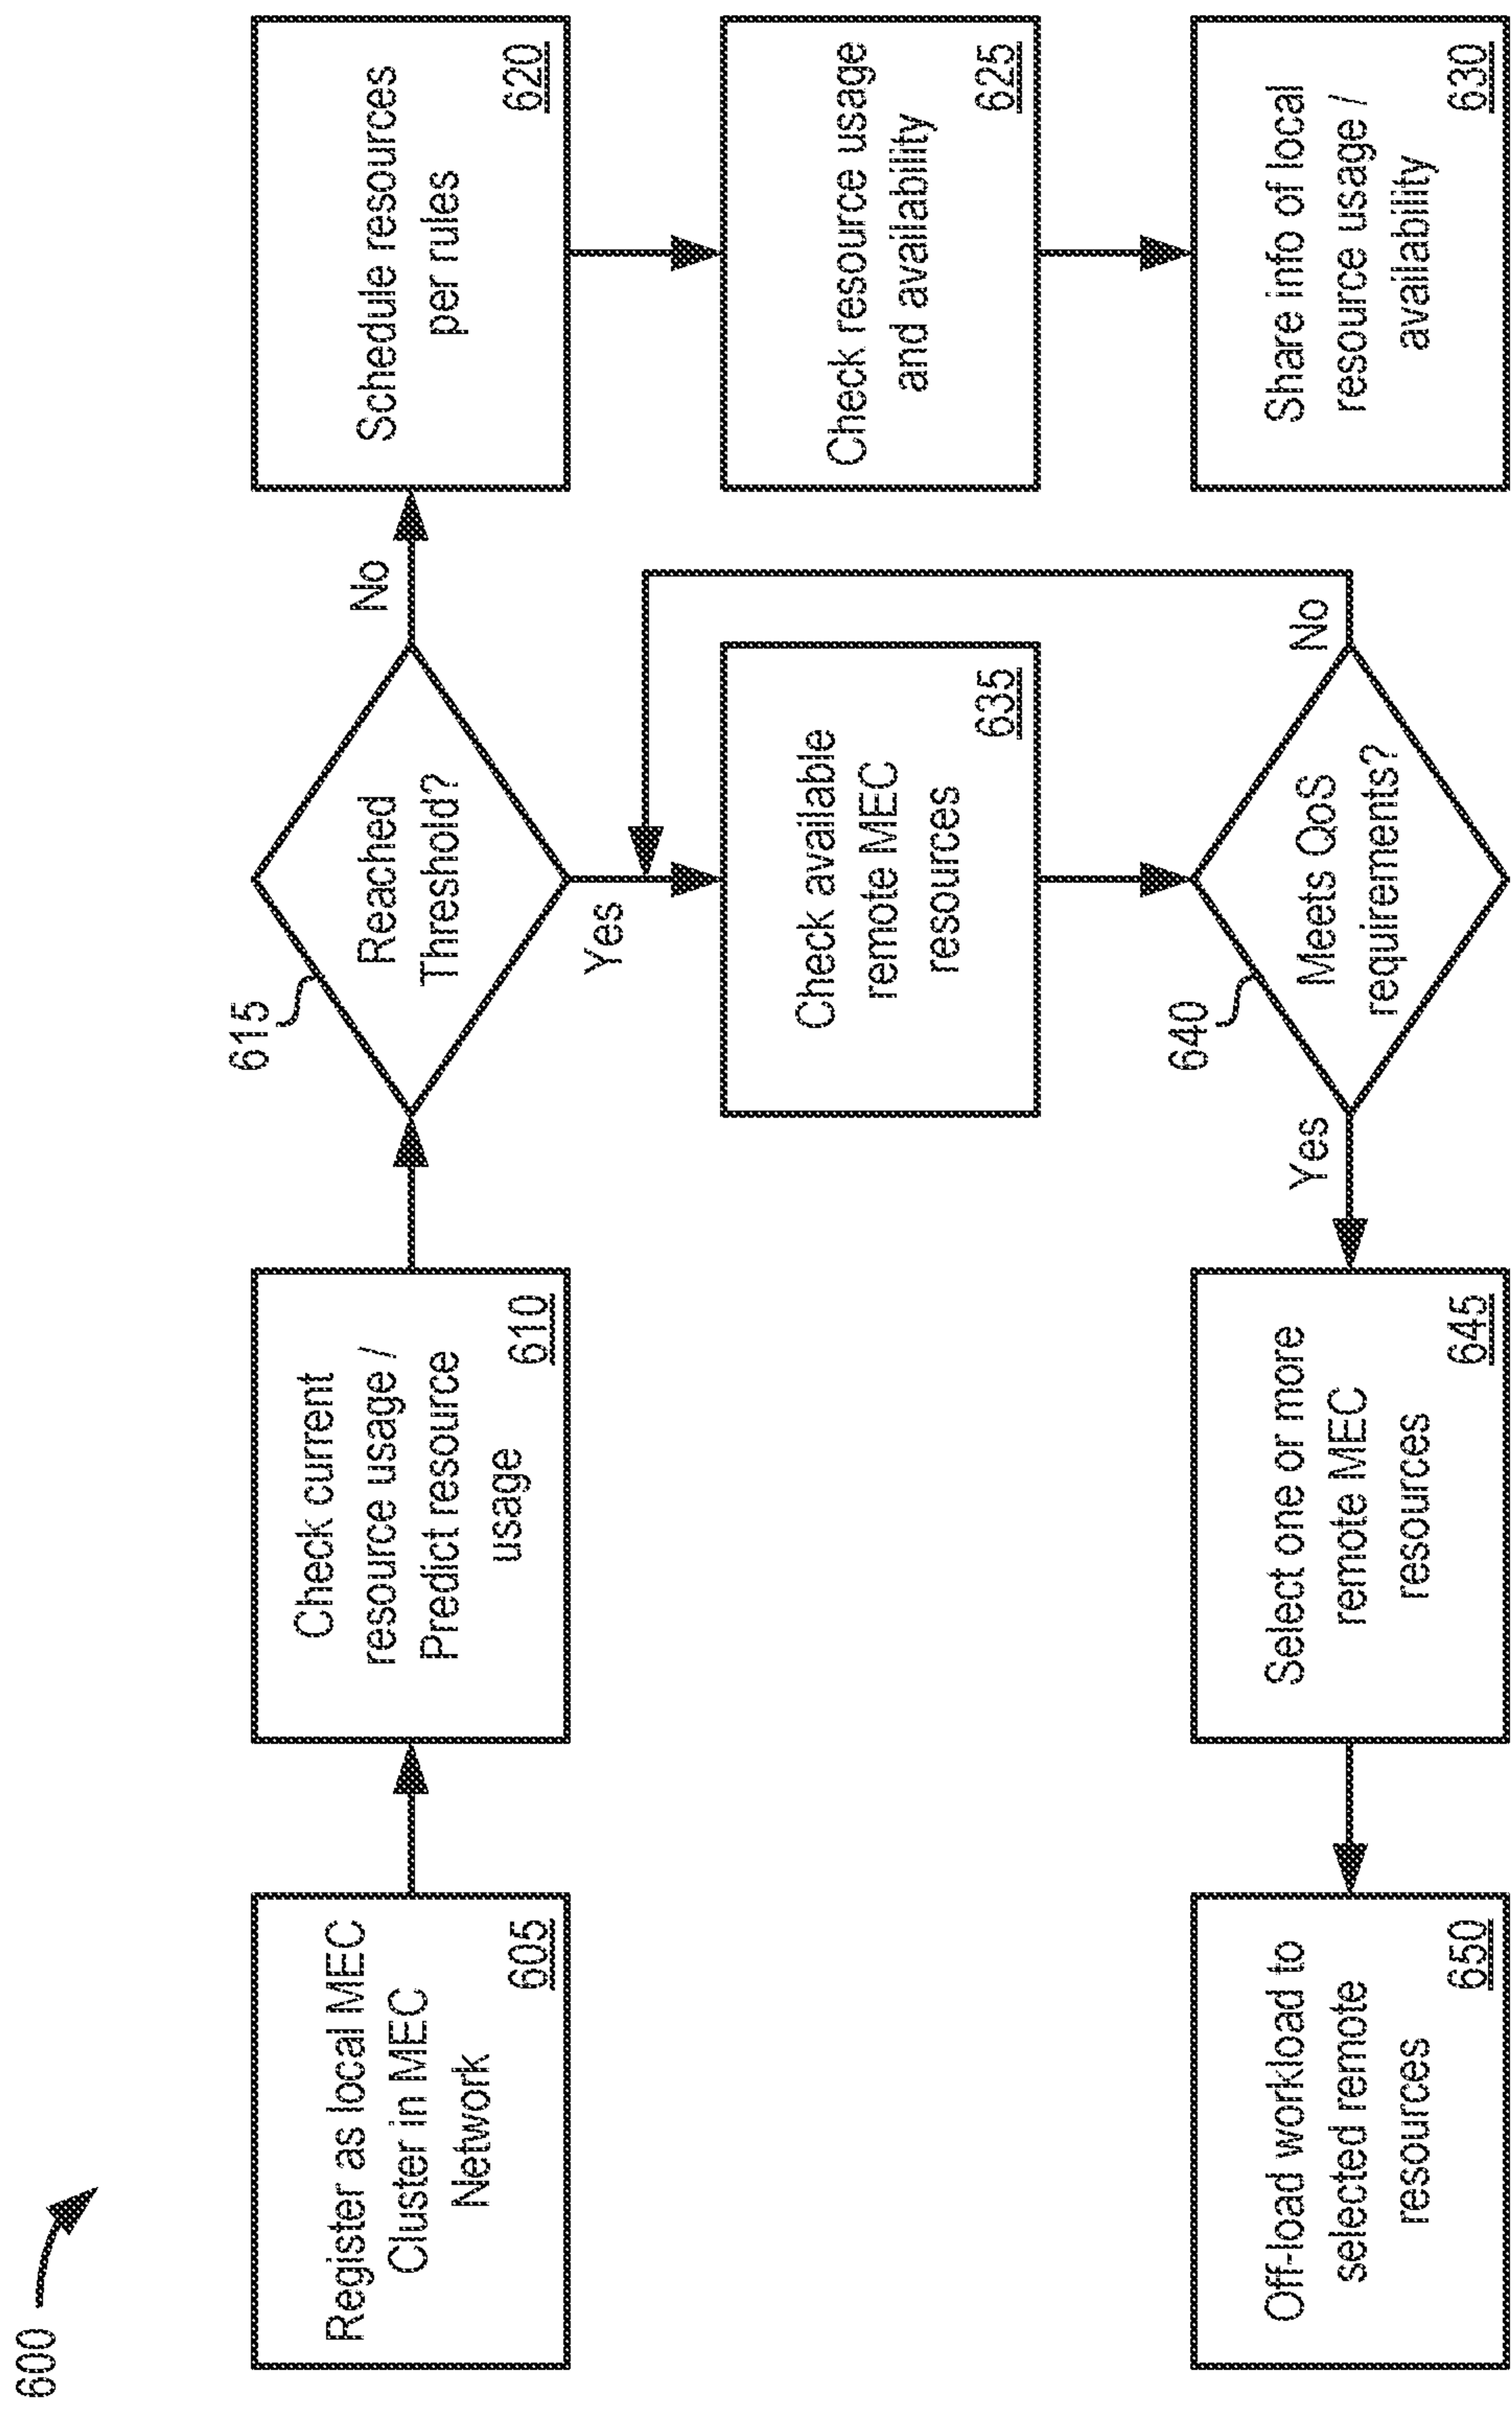 600
Register as local MEC
Cluster in MEC
Network
605
Check current
resource usage /
Predict resource
usage
610
615
Reached
Threshold?
No
Yes
Schedule resources
per rules
620
Check resource usage
and availability
625
Share info of local
resource usage /
availability
630
Check available
remote MEC
resources
635
640
Meets QoS
requirements?
No
Yes
Select one or more
remote MEC
resources
645
Off-load workload to
selected remote
resources
650